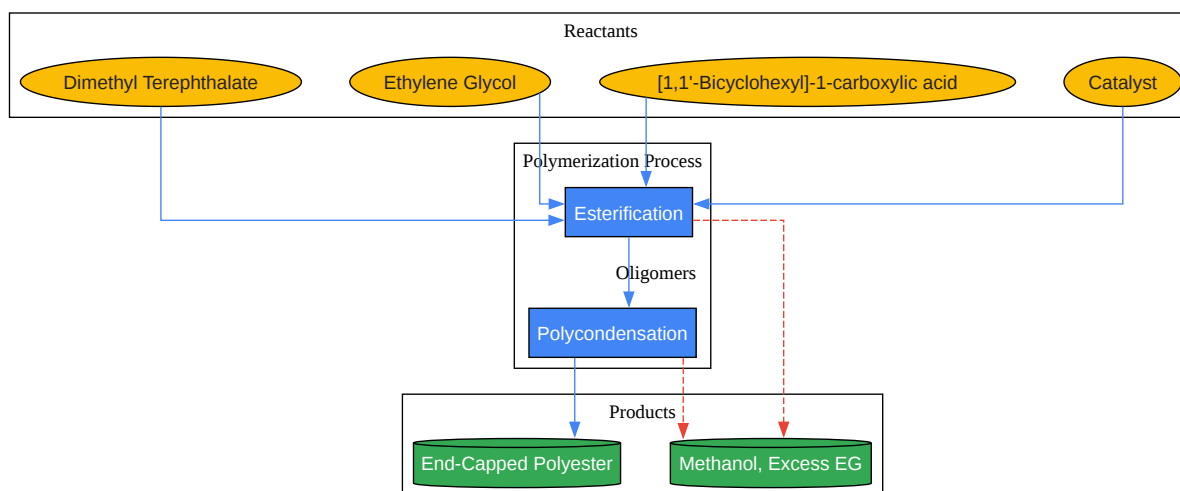 Reactants
Dimethyl Terephthalate
Ethylene Glycol
[1,1'-Bicyclohexyl]-1-carboxylic acid
Catalyst
Polymerization Process
Esterification
Oligomers
Polycondensation
Products
End-Capped Polyester
Methanol, Excess EG